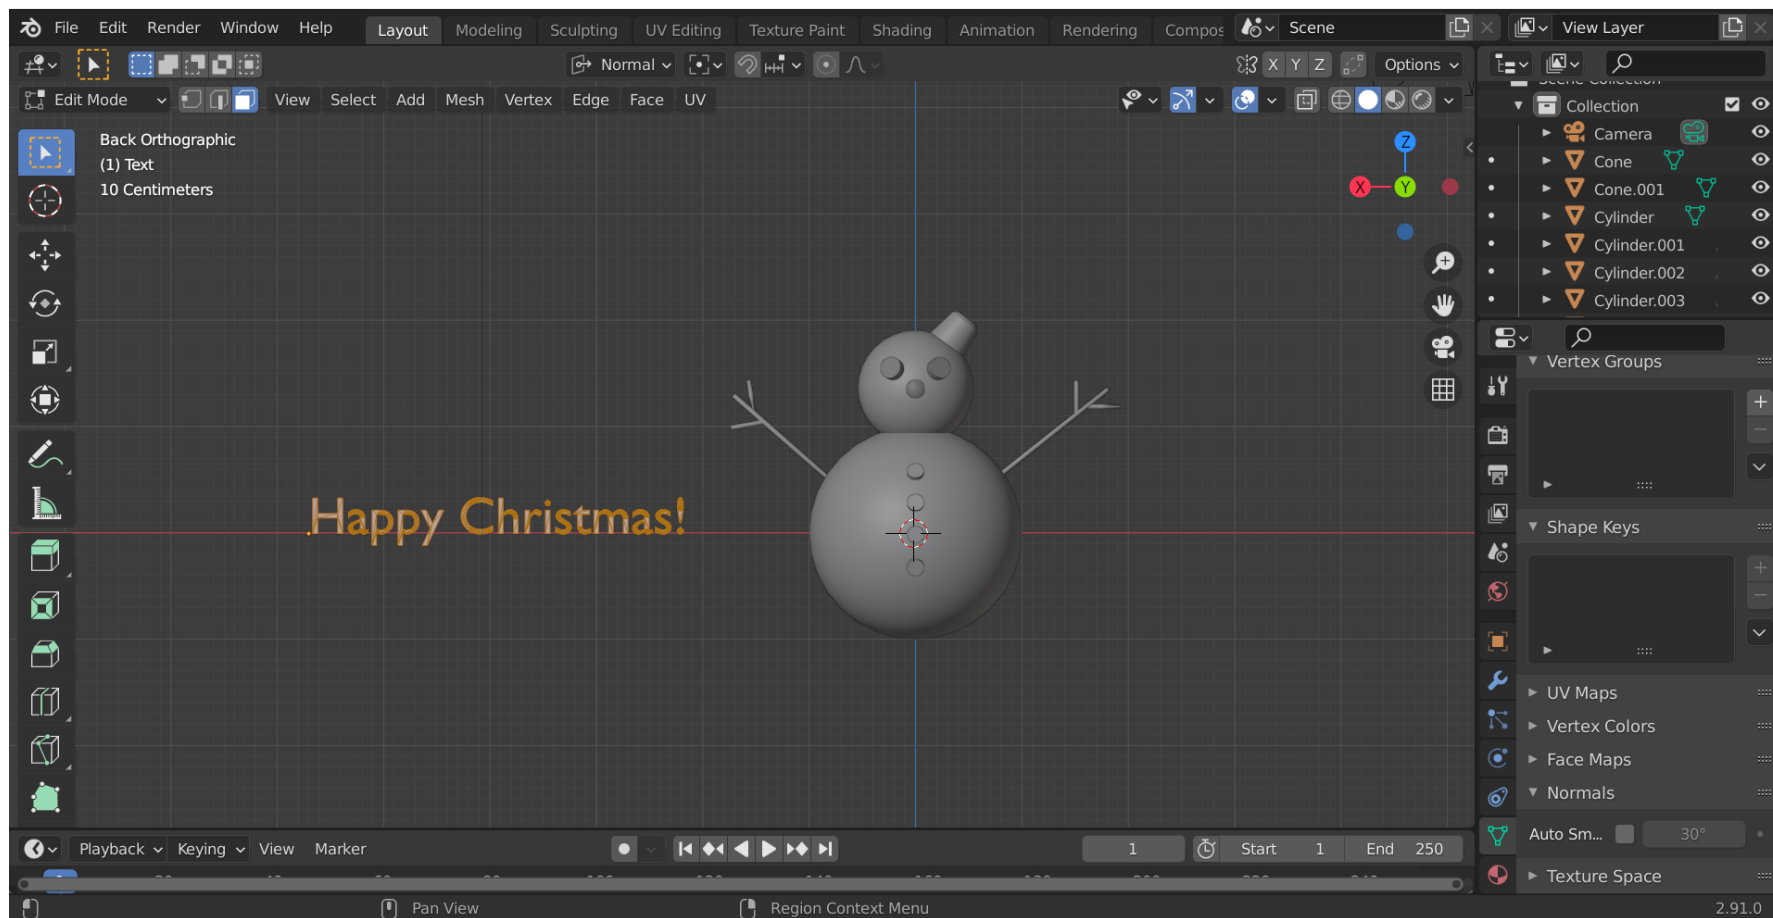 File Edit Render Window Help Layout Modeling Sculpting UV Editing Texture Paint Shading Animation Rendering Compos Scene View Layer
Normal X Y Z Options
Edit Mode View Select Add Mesh Vertex Edge Face UV
Collection
Back Orthographic
(1) Text
10 Centimeters
Z
X Y
Camera
Cone
Cone.001
Cylinder
Cylinder.001
Cylinder.002
Cylinder.003
Vertex Groups
Happy Christmas!
Shape Keys
UV Maps
Vertex Colors
Face Maps
Normals
Auto Sm... 30°
Texture Space
Playback Keying View Marker 1 Start 1 End 250
Pan View Region Context Menu 2.91.0